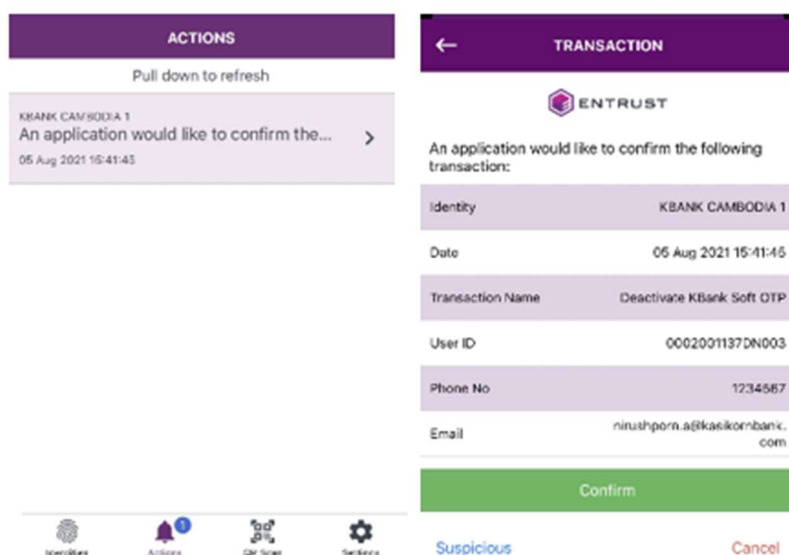 ACTIONS
Pull down to refresh
KBANK CAMBODIA 1
An application would like to confirm the...
05 Aug 2021 15:41:45
1
Identities
Actions
QR Scan
Settings
TRANSACTION
ENTRUST
An application would like to confirm the following
transaction:
Identity KBANK CAMBODIA 1
Date 05 Aug 2021 15:41:45
Transaction Name Deactivate KBank Soft OTP
User ID 0002001137DN003
Phone No 1234567
Email nirushporn.a@kasikornbank.
com
Confirm
Suspicious Cancel